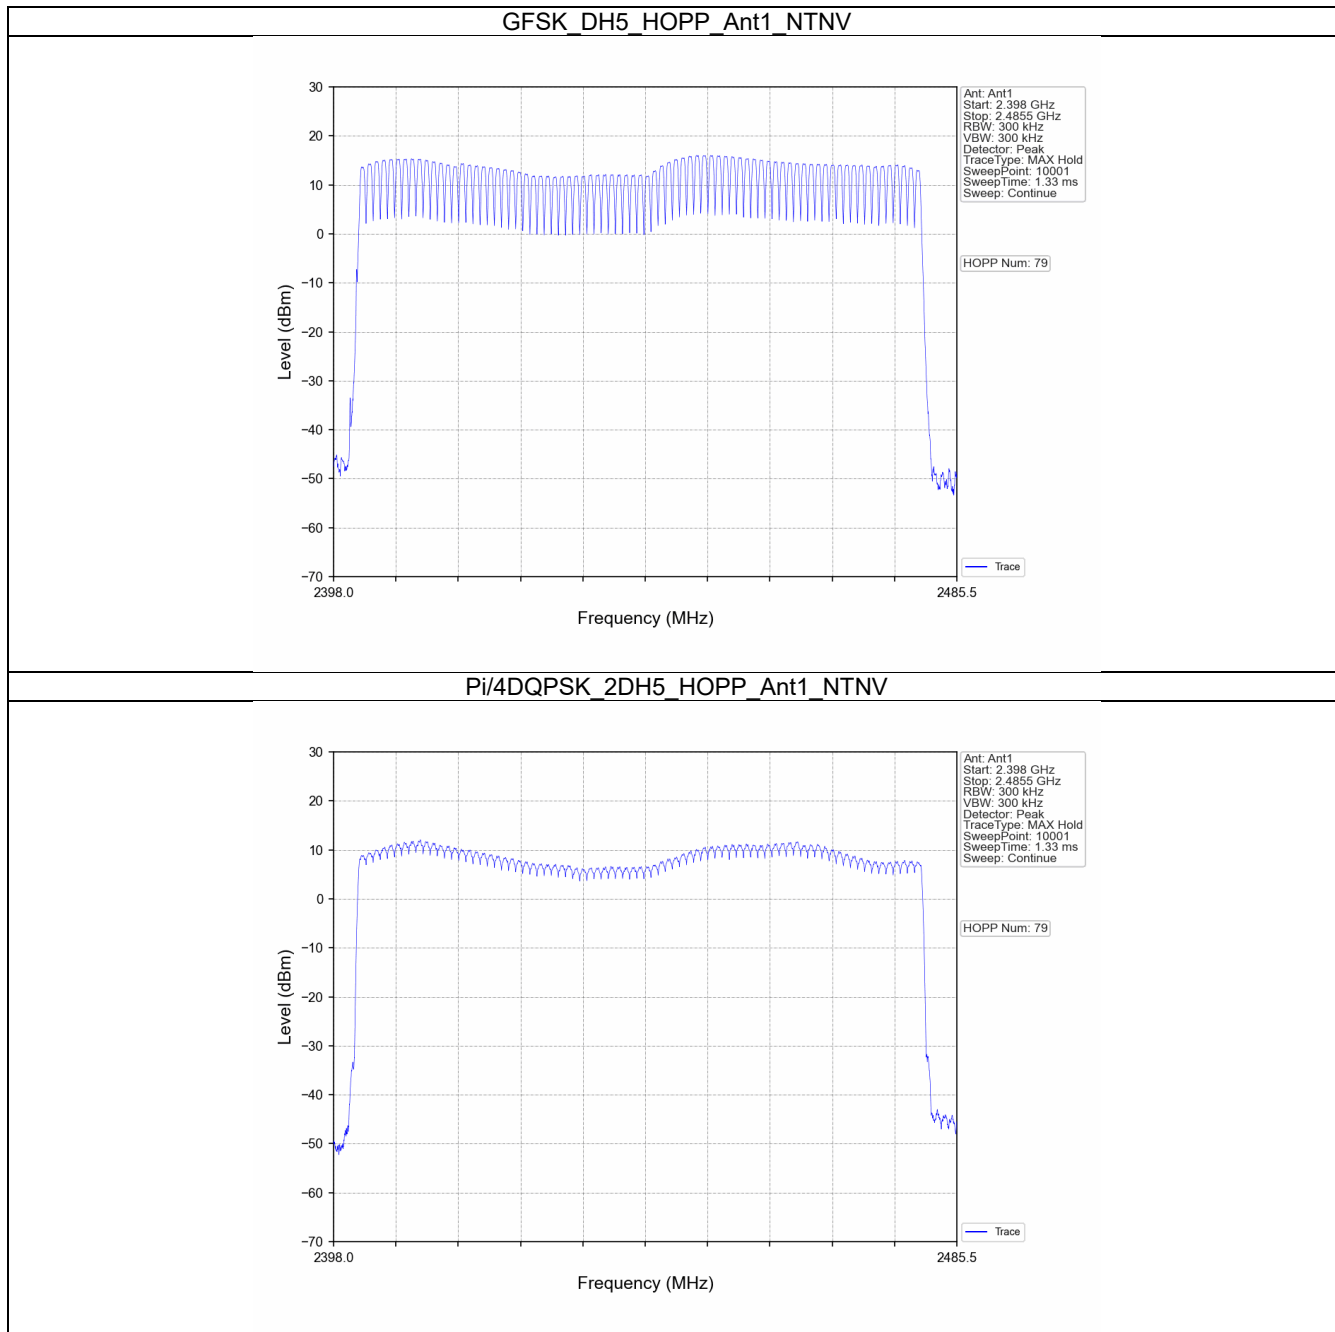 GFSK_DH5_HOPP_Ant1_NTNV
30
20
10
0
−10
−20
−30
−40
−50
−60
−70
Level (dBm)
2398.0
2485.5
Frequency (MHz)
Ant: Ant1
Start: 2.398 GHz
Stop: 2.4855 GHz
RBW: 300 kHz
VBW: 300 kHz
Detector: Peak
TraceType: MAX Hold
SweepPoint: 10001
SweepTime: 1.33 ms
Sweep: Continue
HOPP Num: 79
Trace
Pi/4DQPSK_2DH5_HOPP_Ant1_NTNV
30
20
10
0
−10
−20
−30
−40
−50
−60
−70
Level (dBm)
2398.0
2485.5
Frequency (MHz)
Ant: Ant1
Start: 2.398 GHz
Stop: 2.4855 GHz
RBW: 300 kHz
VBW: 300 kHz
Detector: Peak
TraceType: MAX Hold
SweepPoint: 10001
SweepTime: 1.33 ms
Sweep: Continue
HOPP Num: 79
Trace